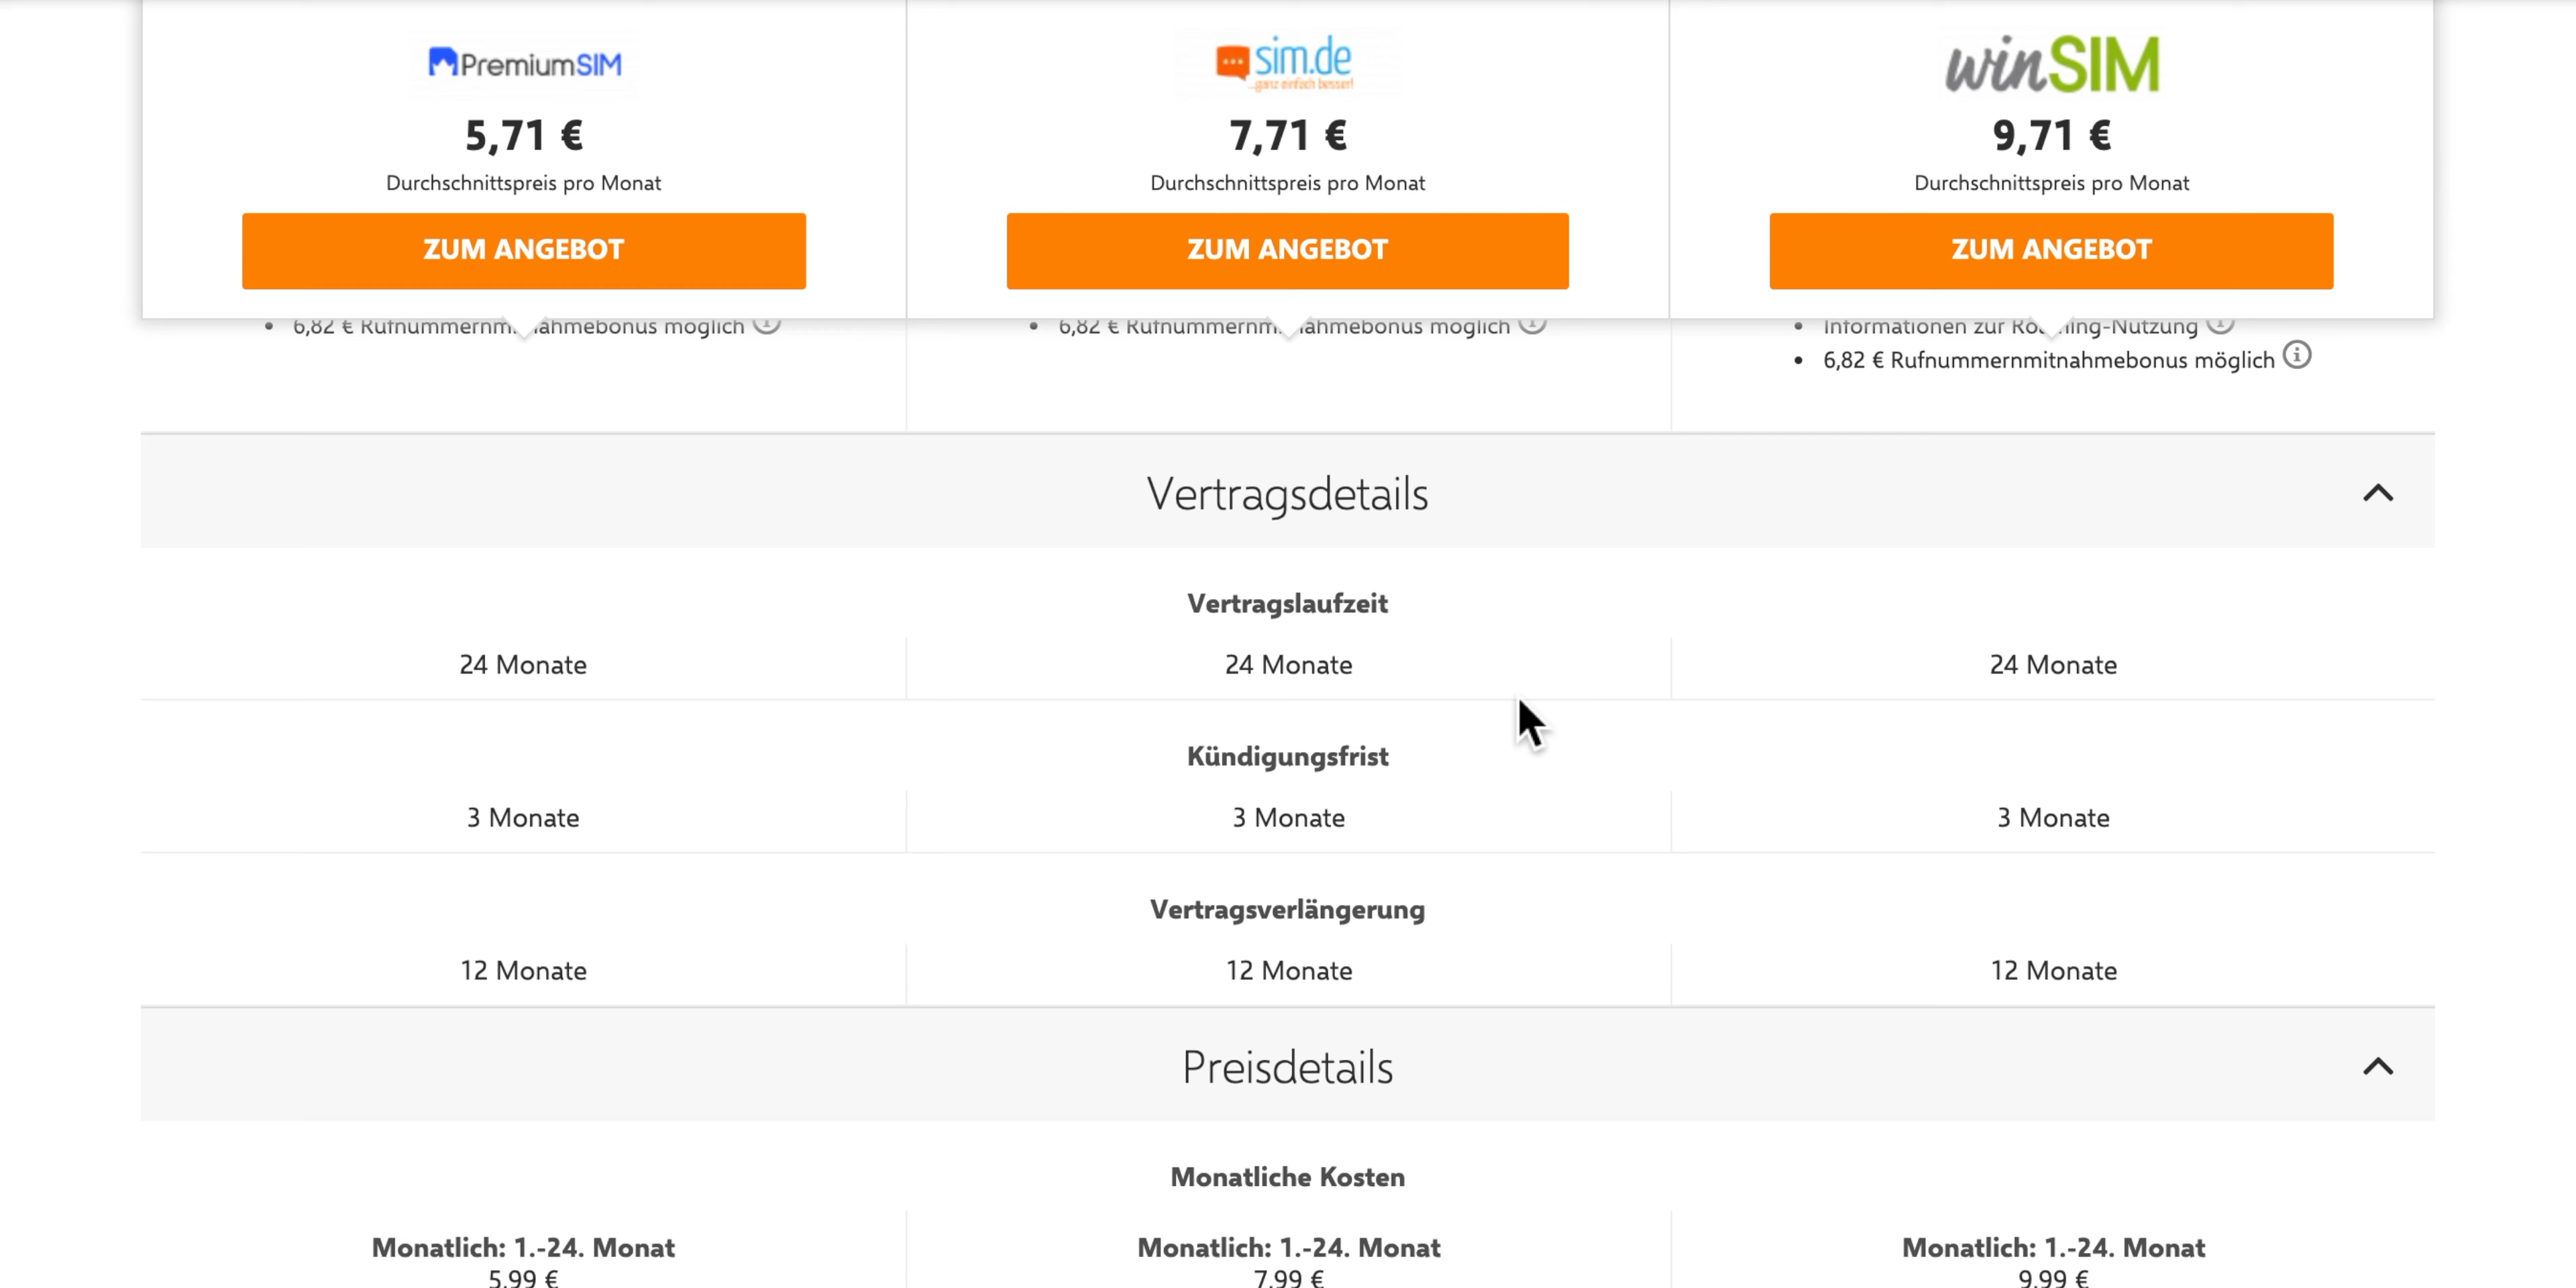 PremiumSIM
sim.de
...ganz einfach besser!
winSIM
5,71 €
7,71 €
9,71 €
Durchschnittspreis pro Monat
Durchschnittspreis pro Monat
Durchschnittspreis pro Monat
ZUM ANGEBOT
ZUM ANGEBOT
ZUM ANGEBOT
• 6,82 € Rufnummernm ahmebonus möglich
• 6,82 € Rufnummernm ahmebonus möglich
• Informationen zur Ro ing-Nutzung
• 6,82 € Rufnummernmitnahmebonus möglich
Vertragsdetails
Vertragslaufzeit
24 Monate
24 Monate
24 Monate
Kündigungsfrist
3 Monate
3 Monate
3 Monate
Vertragsverlängerung
12 Monate
12 Monate
12 Monate
Preisdetails
Monatliche Kosten
Monatlich: 1.-24. Monat
Monatlich: 1.-24. Monat
Monatlich: 1.-24. Monat
5,99 €
7,99 €
9,99 €